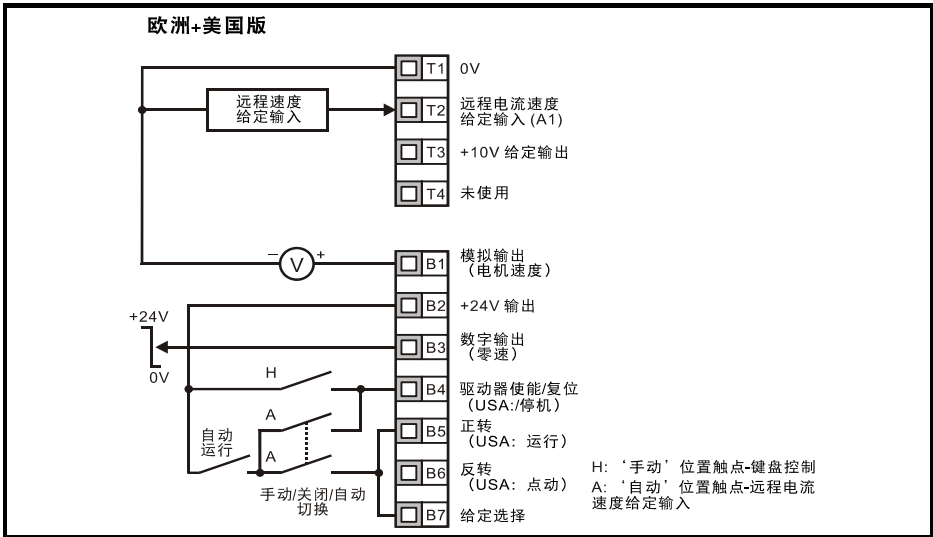 欧洲+美国版
T1 0V
远程速度
给定输入
T2 远程电流速度
给定输入(A1)
T3 +10V 给定输出
T4 未使用
− V +
B1 模拟输出
（电机速度）
B2 +24V 输出
+24V
0V
B3 数字输出
（零速）
H
B4 驱动器使能/复位
（USA:/停机）
A
B5 正转
（USA：运行）
自动
运行
A
B6 反转
（USA：点动）
手动/关闭/自动
切换
B7 给定选择
H：‘手动’位置触点-键盘控制
A：‘自动’位置触点-远程电流
速度给定输入